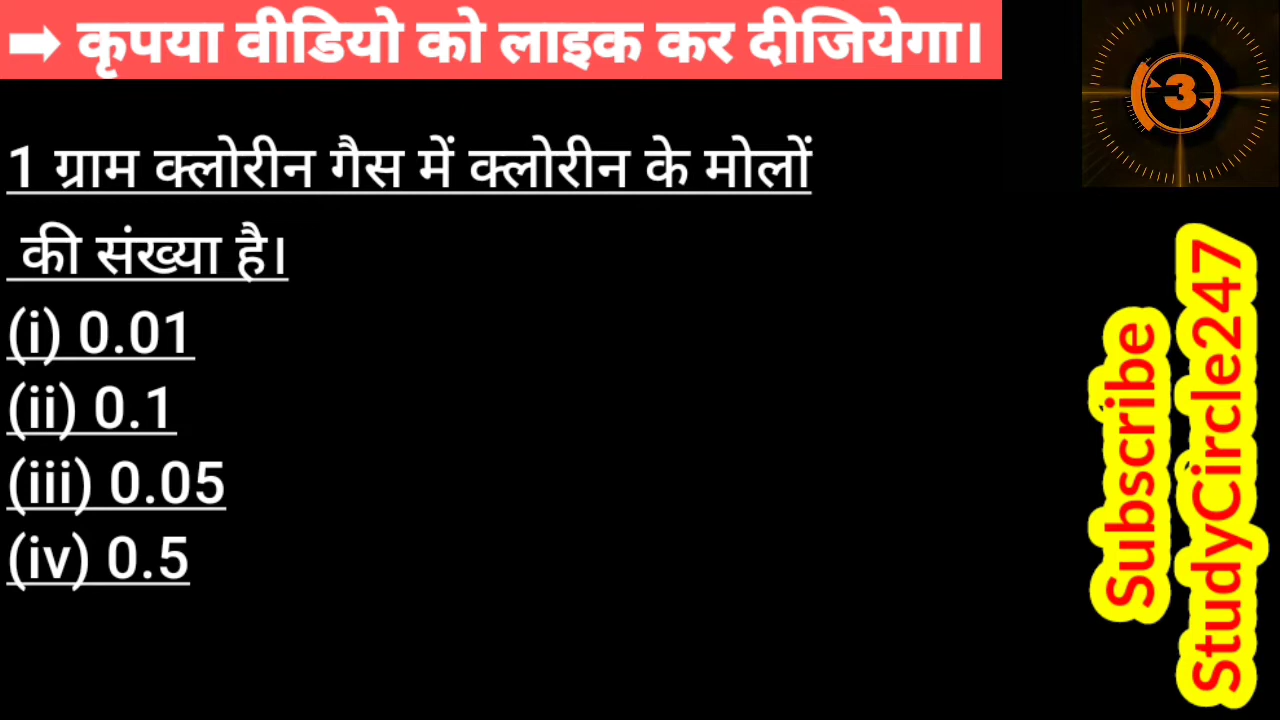 ➡ कृपया वीडियो को लाइक कर दीजियेगा।
3
1 ग्राम क्लोरीन गैस में क्लोरीन के मोलों
की संख्या है।
(i) 0.01
(ii) 0.1
(iii) 0.05
(iv) 0.5
Subscribe
StudyCircle247